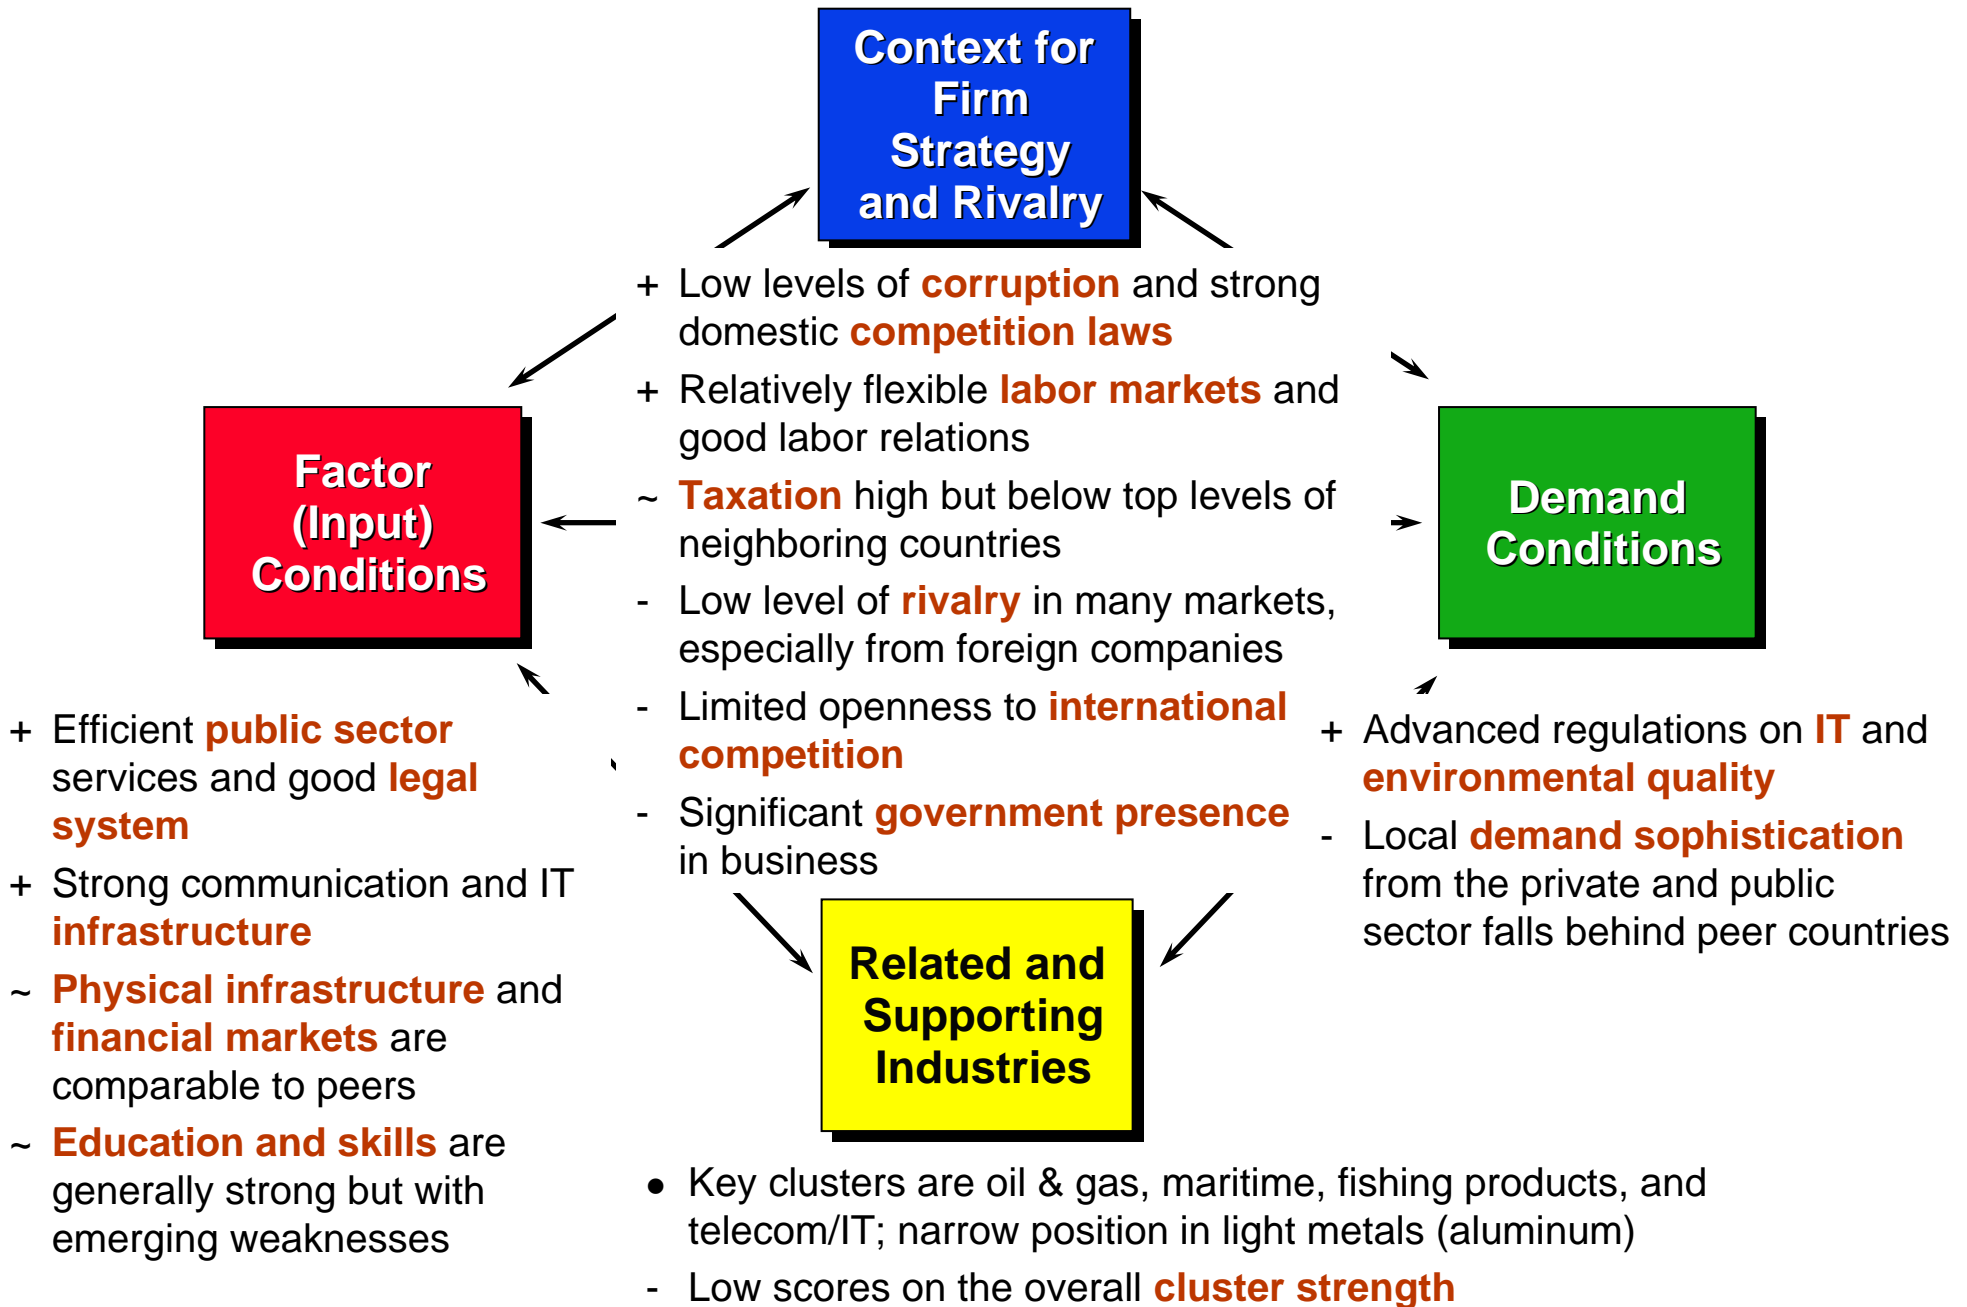 Context for
Firm
Strategy
and Rivalry
+ Low levels of corruption and strong
domestic competition laws
+ Relatively flexible labor markets and
good labor relations
~ Taxation high but below top levels of
neighboring countries
- Low level of rivalry in many markets,
especially from foreign companies
- Limited openness to international
competition
- Significant government presence
in business
Factor
(Input)
Conditions
+ Efficient public sector
services and good legal
system
+ Strong communication and IT
infrastructure
~ Physical infrastructure and
financial markets are
comparable to peers
~ Education and skills are
generally strong but with
emerging weaknesses
Demand
Conditions
+ Advanced regulations on IT and
environmental quality
- Local demand sophistication
from the private and public
sector falls behind peer countries
Related and
Supporting
Industries
● Key clusters are oil & gas, maritime, fishing products, and
telecom/IT; narrow position in light metals (aluminum)
- Low scores on the overall cluster strength